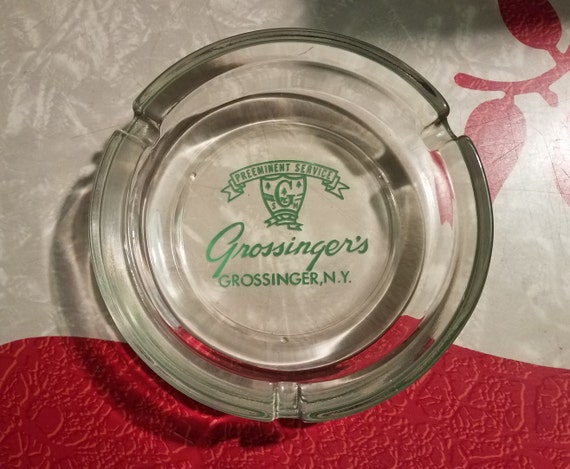 PREEMINENT SERVICE
G
Grossinger's
GROSSINGER, N.Y.